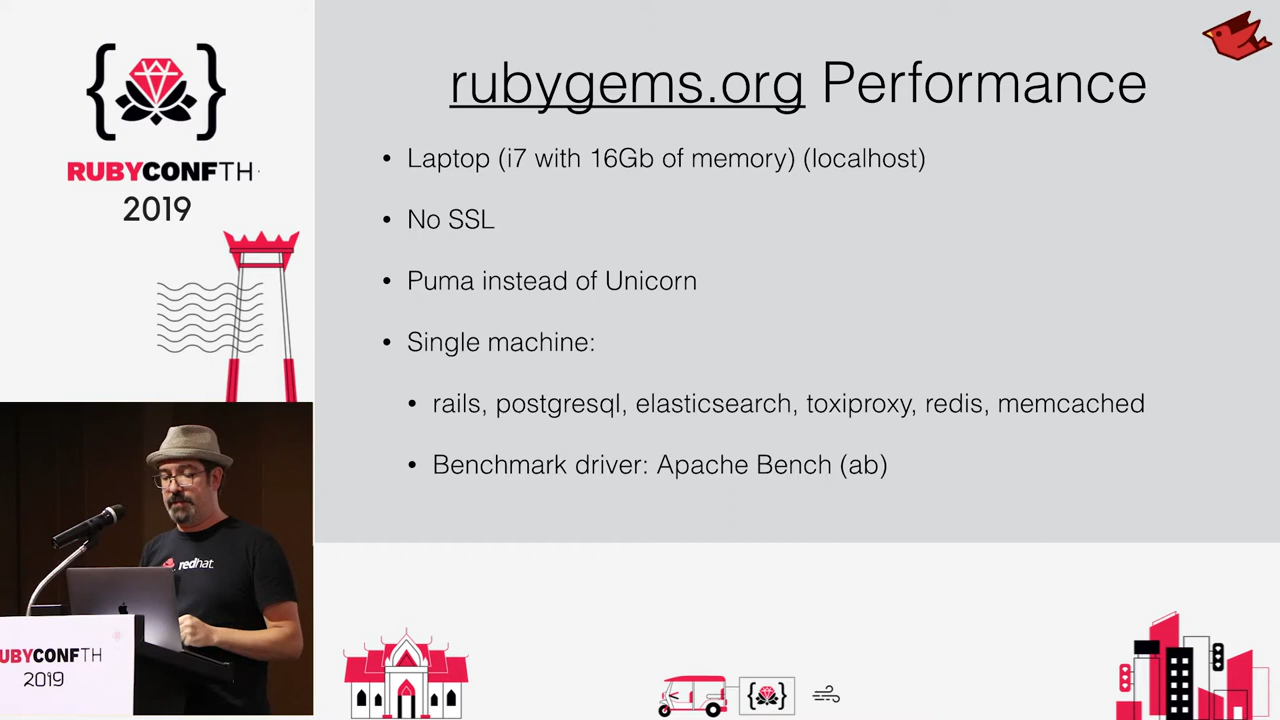 { }
RUBYCONFTH
2019
rubygems.org Performance
• Laptop (i7 with 16Gb of memory) (localhost)
• No SSL
• Puma instead of Unicorn
• Single machine:
• rails, postgresql, elasticsearch, toxiproxy, redis, memcached
• Benchmark driver: Apache Bench (ab)
redhat
UBYCONFTH
2019
{ }